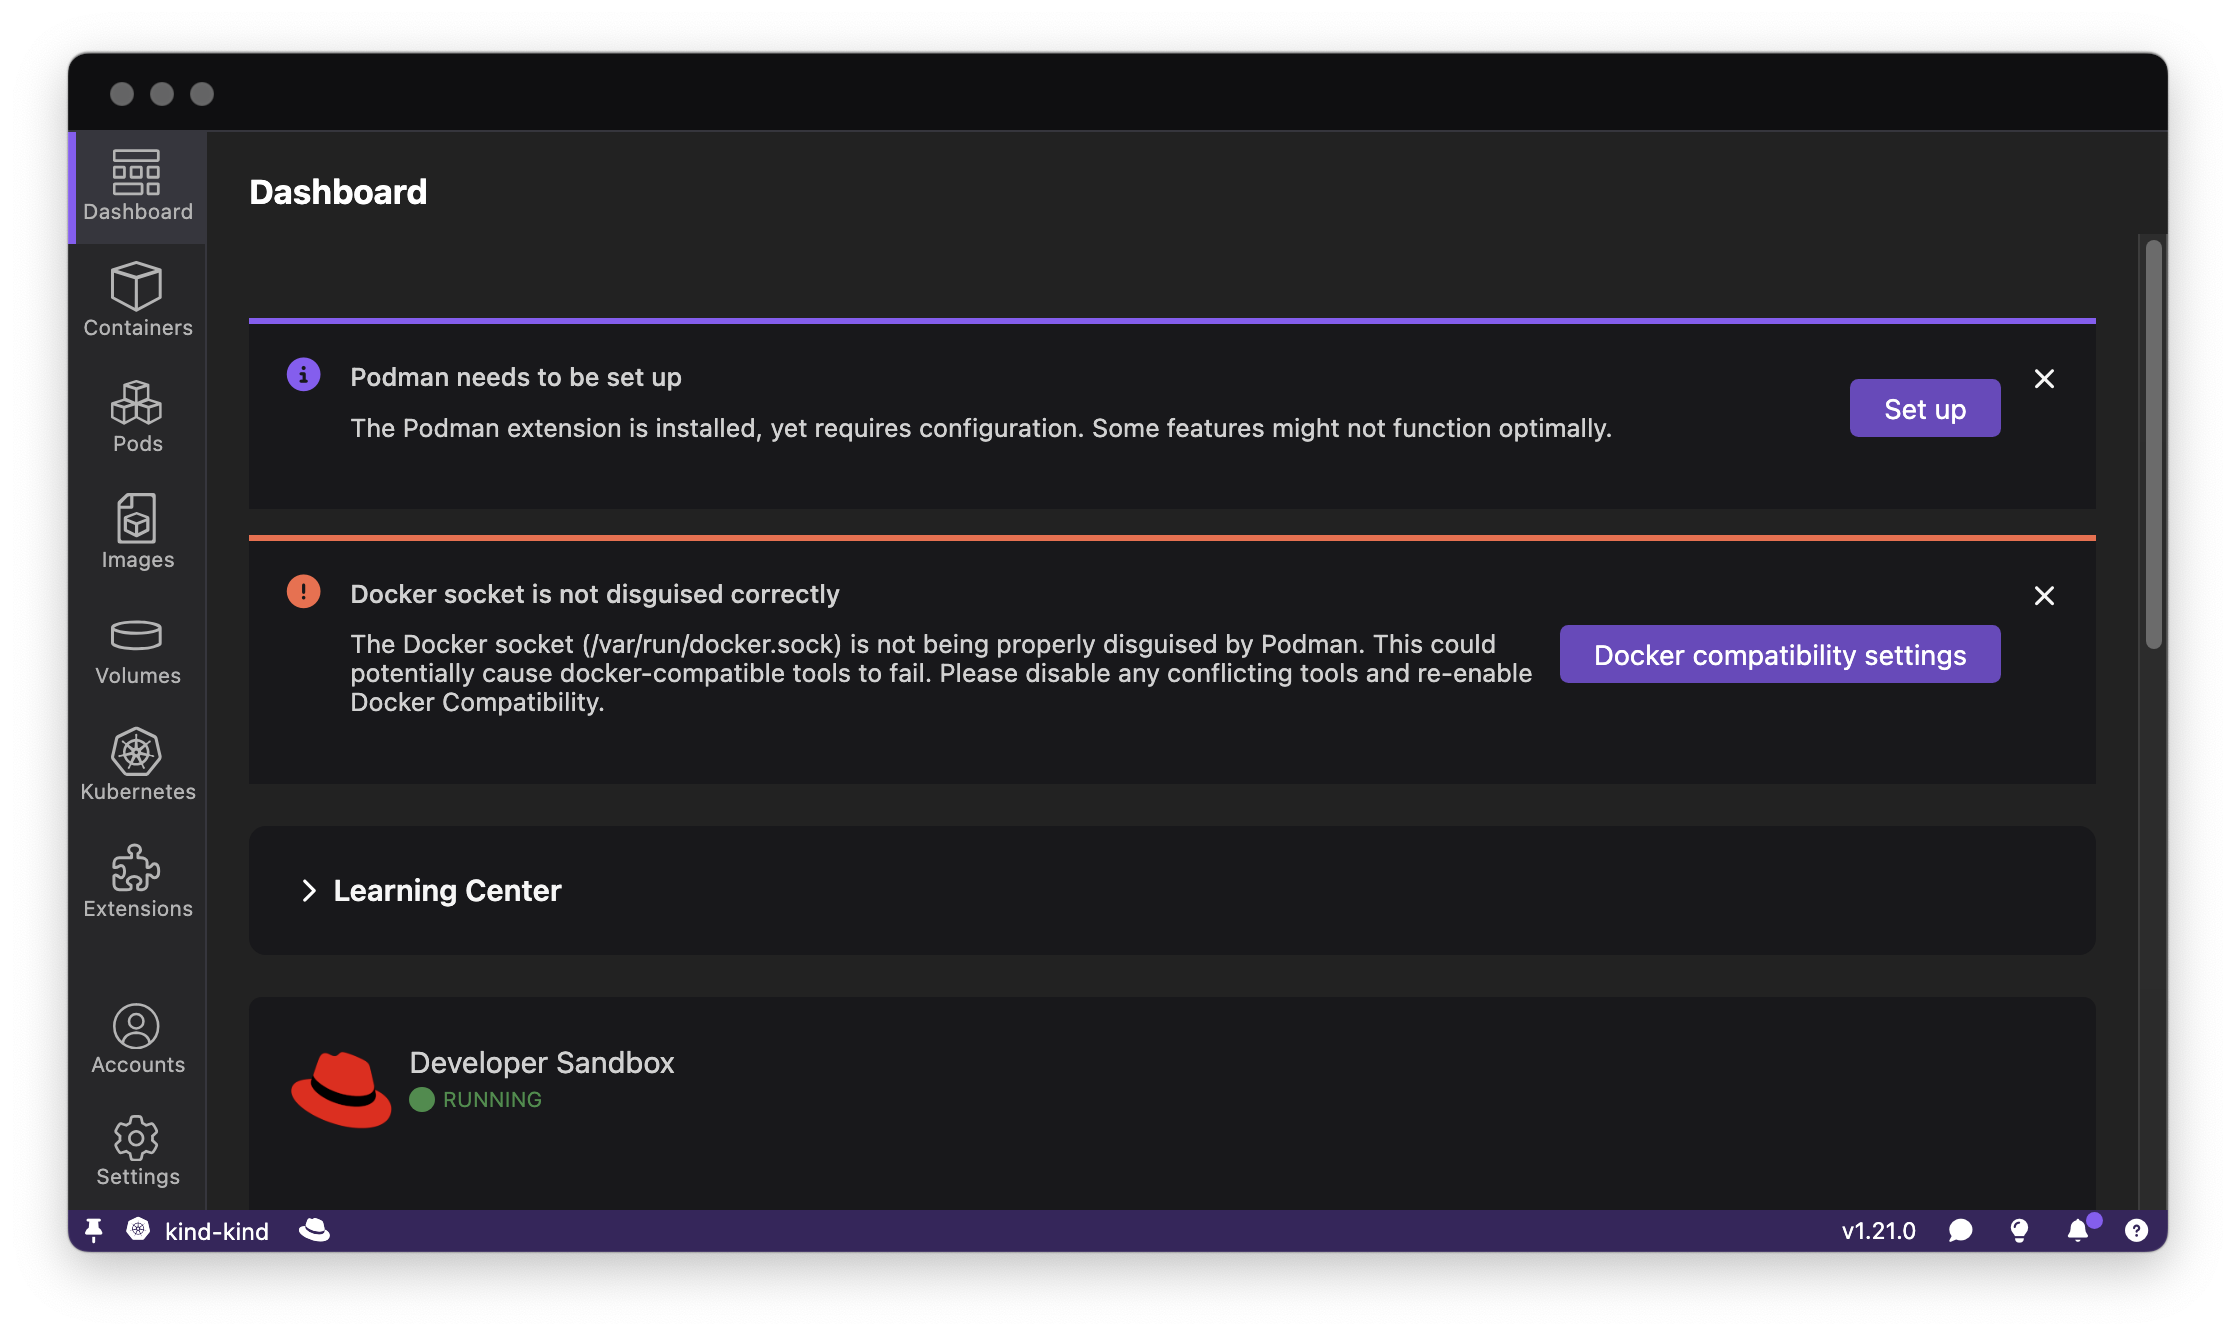 Dashboard
Containers
Pods
Images
Volumes
Kubernetes
Extensions
Accounts
Settings
Dashboard
Podman needs to be set up
The Podman extension is installed, yet requires configuration. Some features might not function optimally.
Set up
Docker socket is not disguised correctly
The Docker socket (/var/run/docker.sock) is not being properly disguised by Podman. This could
potentially cause docker-compatible tools to fail. Please disable any conflicting tools and re-enable
Docker Compatibility.
Docker compatibility settings
Learning Center
Developer Sandbox
RUNNING
kind-kind
v1.21.0